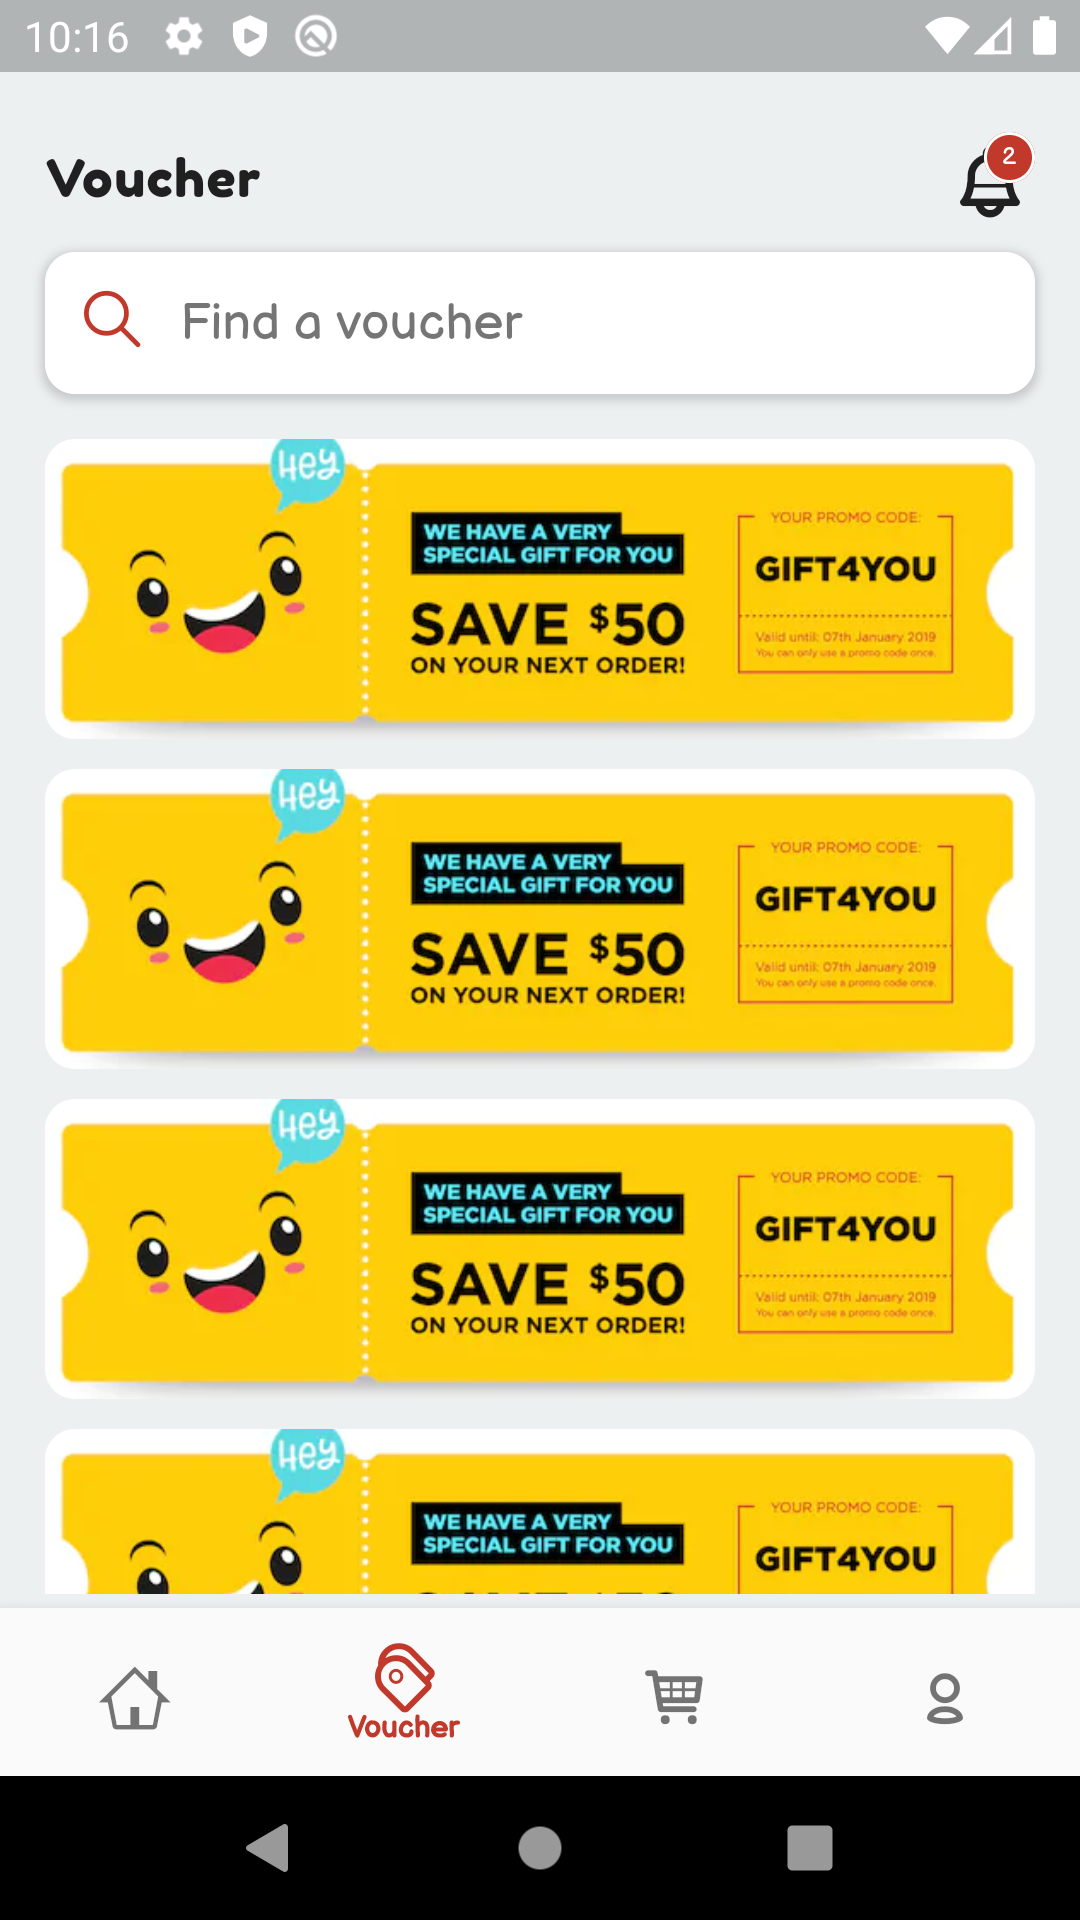 10:16
Voucher
2
Find a voucher
Hey
WE HAVE A VERY
SPECIAL GIFT FOR YOU
SAVE $50
ON YOUR NEXT ORDER!
YOUR PROMO CODE:
GIFT4YOU
Valid until: 07th January 2019
You can only use a promo code once.
Hey
WE HAVE A VERY
SPECIAL GIFT FOR YOU
SAVE $50
ON YOUR NEXT ORDER!
YOUR PROMO CODE:
GIFT4YOU
Valid until: 07th January 2019
You can only use a promo code once.
Hey
WE HAVE A VERY
SPECIAL GIFT FOR YOU
SAVE $50
ON YOUR NEXT ORDER!
YOUR PROMO CODE:
GIFT4YOU
Valid until: 07th January 2019
You can only use a promo code once.
Hey
WE HAVE A VERY
SPECIAL GIFT FOR YOU
YOUR PROMO CODE:
GIFT4YOU
Voucher